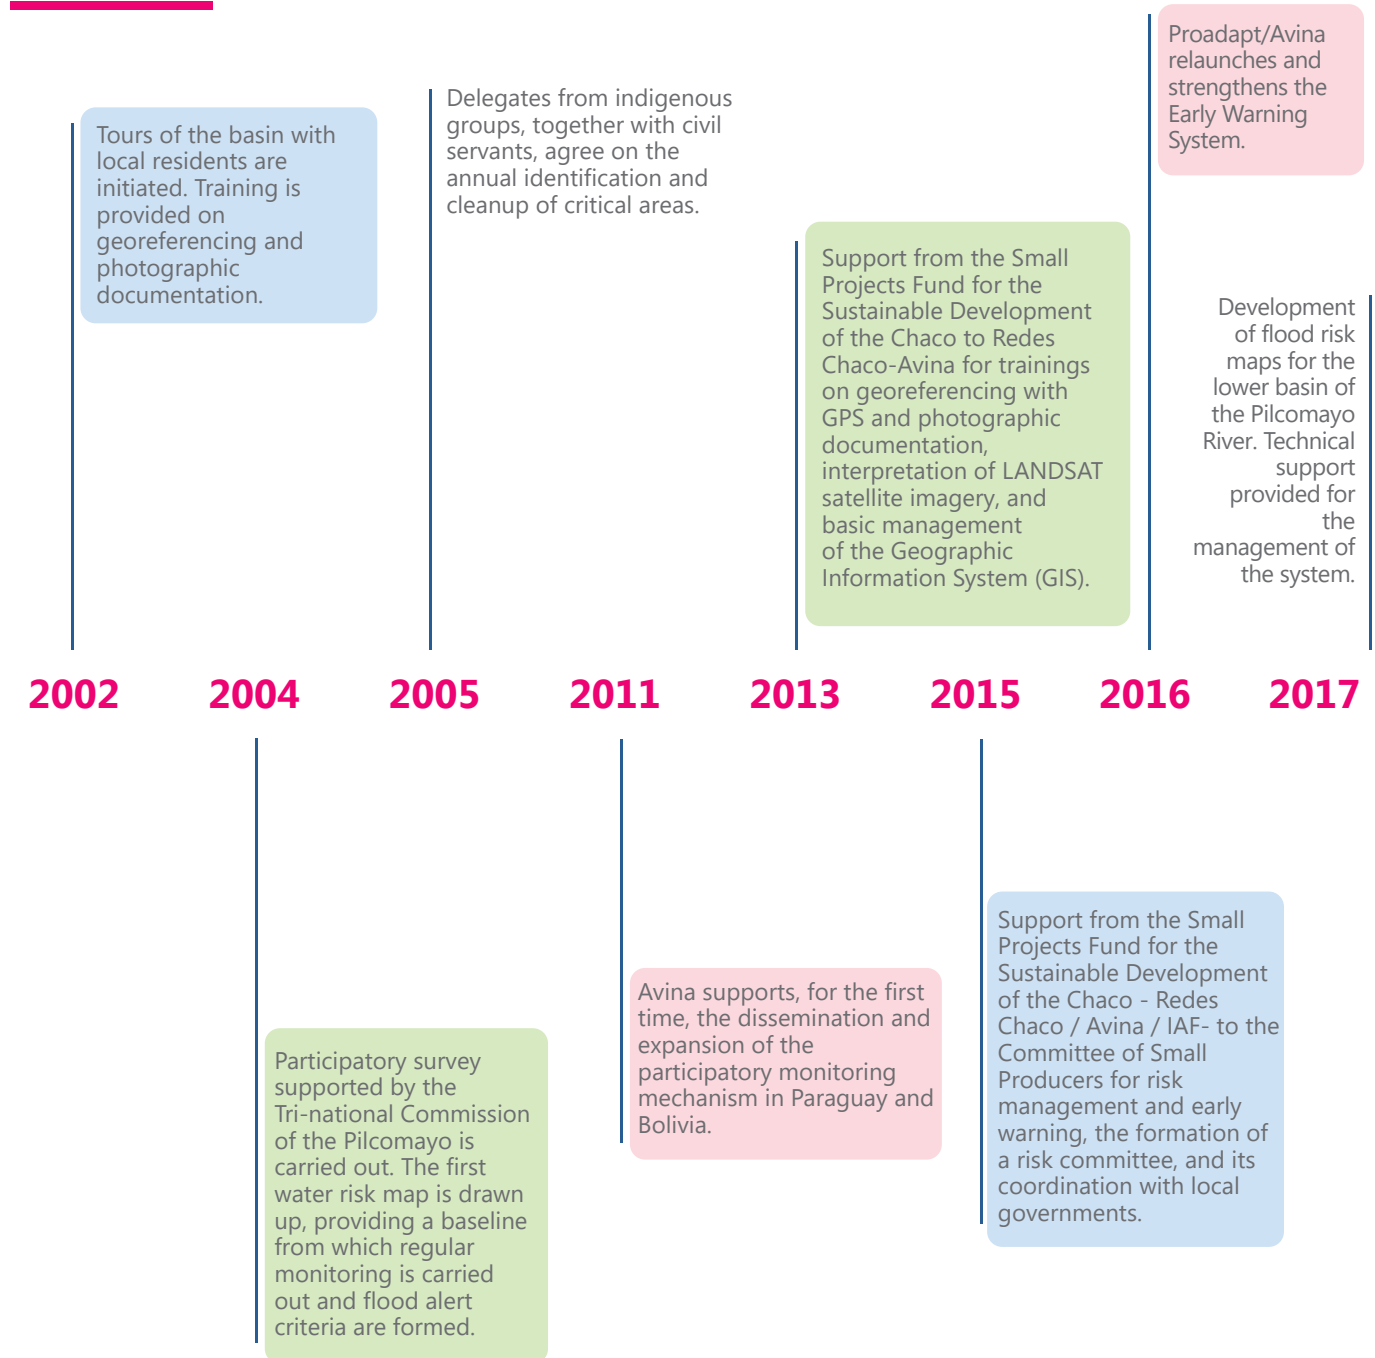 Tours of the basin with
local residents are
initiated. Training is
provided on
georeferencing and
photographic
documentation.
Delegates from indigenous
groups, together with civil
servants, agree on the
annual identification and
cleanup of critical areas.
Support from the Small
Projects Fund for the
Sustainable Development
of the Chaco to Redes
Chaco-Avina for trainings
on georeferencing with
GPS and photographic
documentation,
interpretation of LANDSAT
satellite imagery, and
basic management
of the Geographic
Information System (GIS).
Proadapt/Avina
relaunches and
strengthens the
Early Warning
System.
Development
of flood risk
maps for the
lower basin of
the Pilcomayo
River. Technical
support
provided for
the
management of
the system.
2002 2004 2005 2011 2013 2015 2016 2017
Participatory survey
supported by the
Tri-national Commission
of the Pilcomayo is
carried out. The first
water risk map is drawn
up, providing a baseline
from which regular
monitoring is carried
out and flood alert
criteria are formed.
Avina supports, for the first
time, the dissemination and
expansion of the
participatory monitoring
mechanism in Paraguay and
Bolivia.
Support from the Small
Projects Fund for the
Sustainable Development
of the Chaco - Redes
Chaco / Avina / IAF- to the
Committee of Small
Producers for risk
management and early
warning, the formation of
a risk committee, and its
coordination with local
governments.